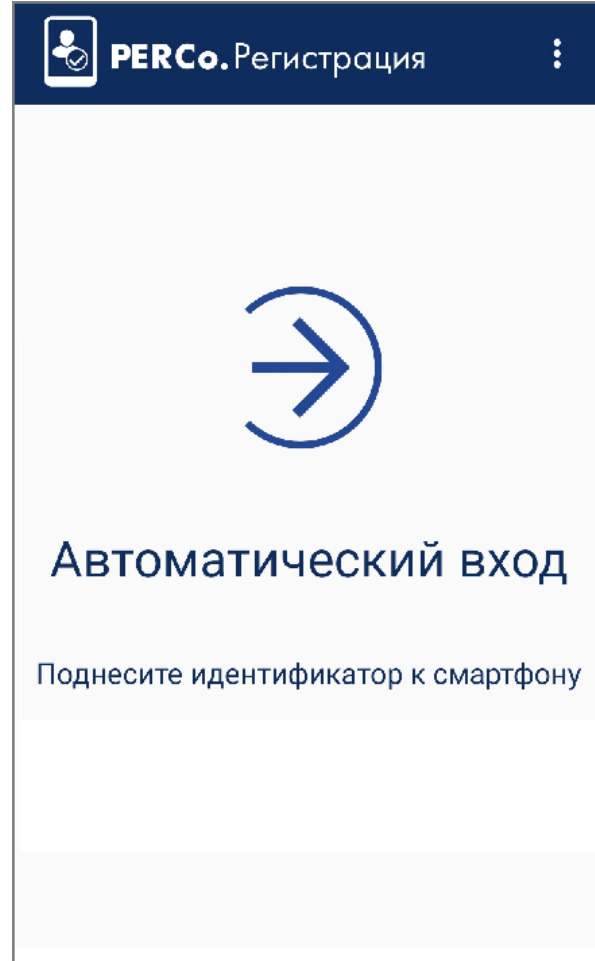 PERCo.Регистрация
Автоматический вход
Поднесите идентификатор к смартфону